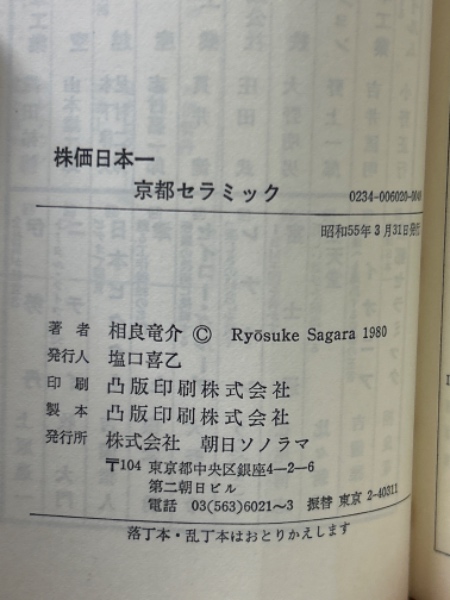 株価日本一
京都セラミック
0234-006020-0049
昭和55年3月31日発行
著者 相良竜介 © Ryōsuke Sagara 1980
発行人 塩口喜乙
印刷 凸版印刷株式会社
製本 凸版印刷株式会社
発行所 株式会社 朝日ソノラマ
〒104 東京都中央区銀座4-2-6
第二朝日ビル
電話 03(563)6021〜3 振替 東京 2-40311
落丁本・乱丁本はおとりかえします